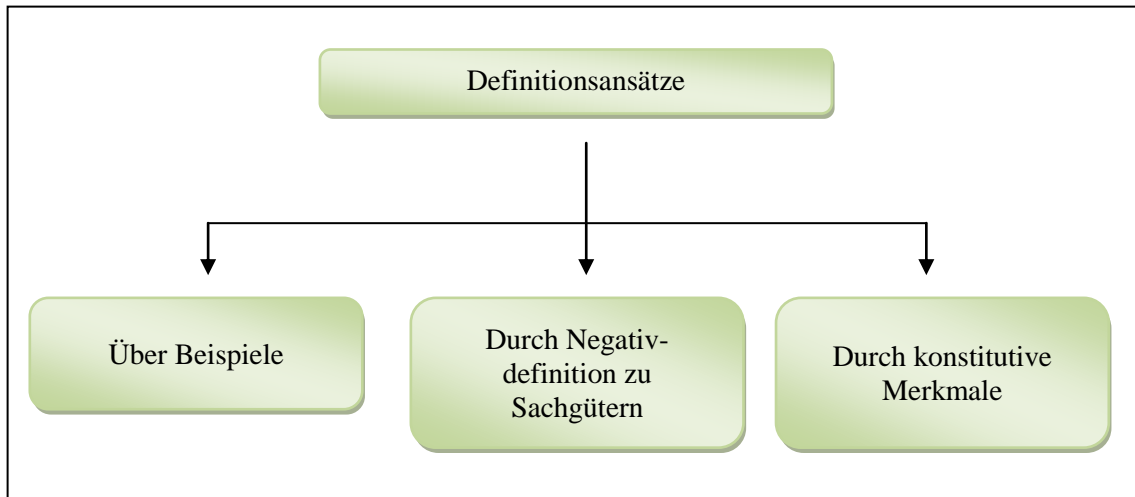 Definitionsansätze
Über Beispiele
Durch Negativ-
definition zu
Sachgütern
Durch konstitutive
Merkmale